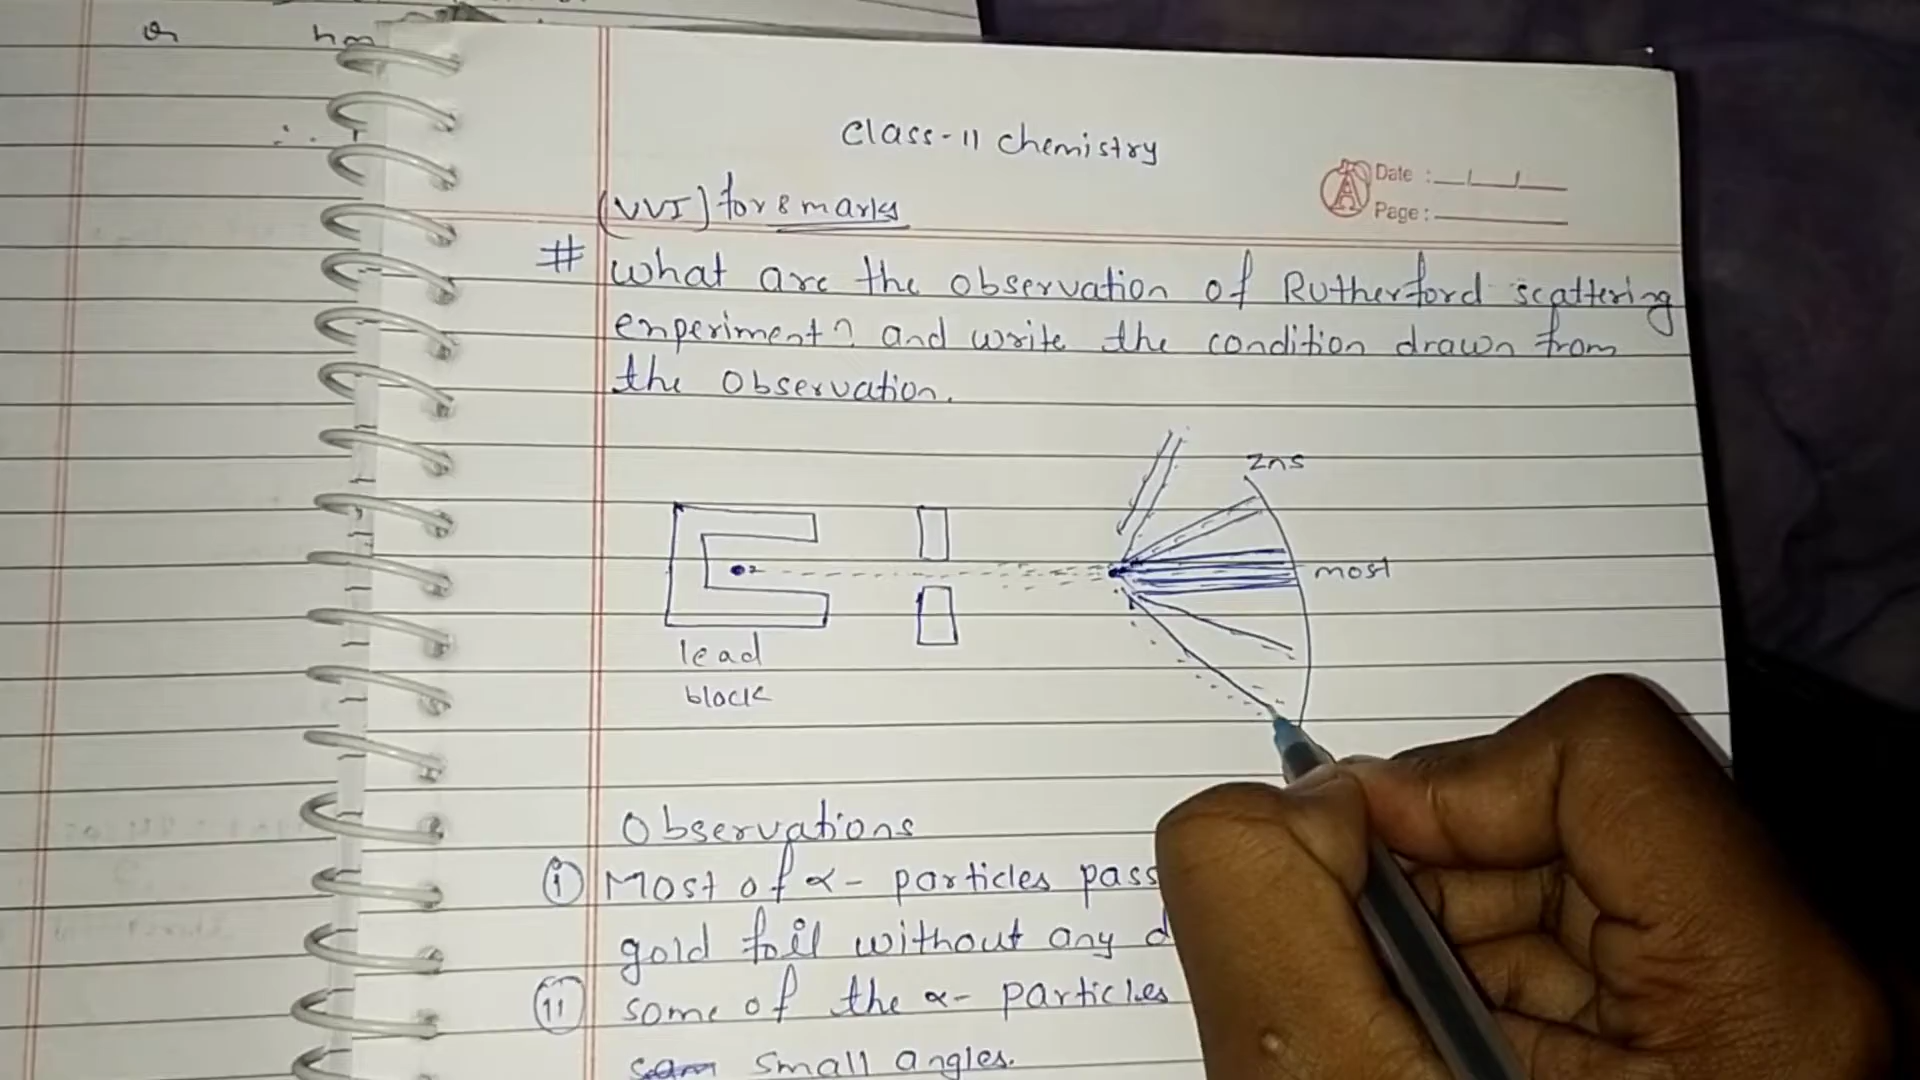 or
Class-11 chemistry
Date :
Page :
(VVI) for 8 marks
# what are the observation of Rutherford scattering
enperiment? and write the condition drawn from
the observation.
zns
most
lead
block
Observations
(i) Most of α- particles pass
gold foil without any d
(ii) some of the α- particles
small angles.